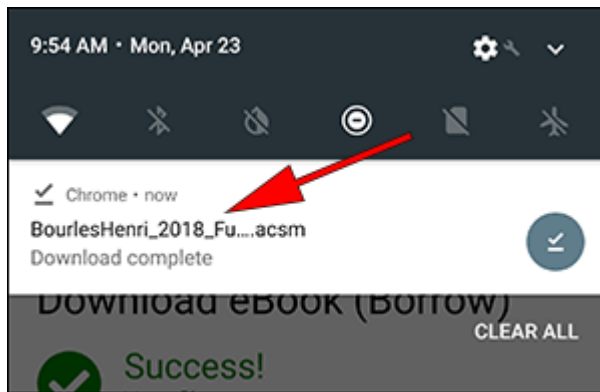 9:54 AM • Mon, Apr 23
Chrome • now
BourlesHenri_2018_Fu....acsm
Download complete
Download eBook (Borrow)
CLEAR ALL
Success!